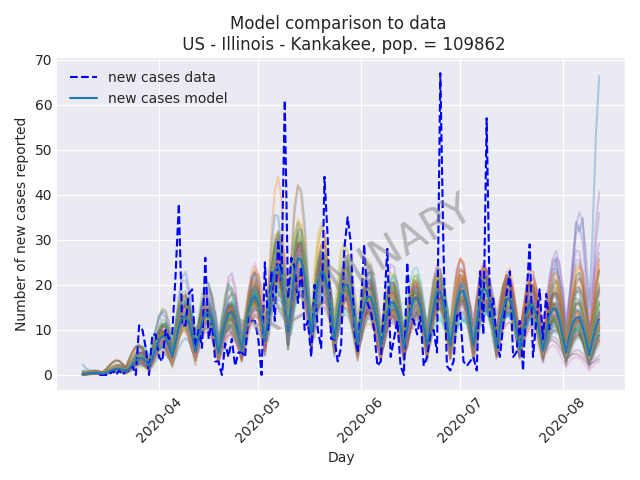 Model comparison to data
US - Illinois - Kankakee, pop. = 109862
new cases data
new cases model
Number of new cases reported
70
60
50
40
30
20
10
0
2020-04
2020-05
2020-06
2020-07
2020-08
Day